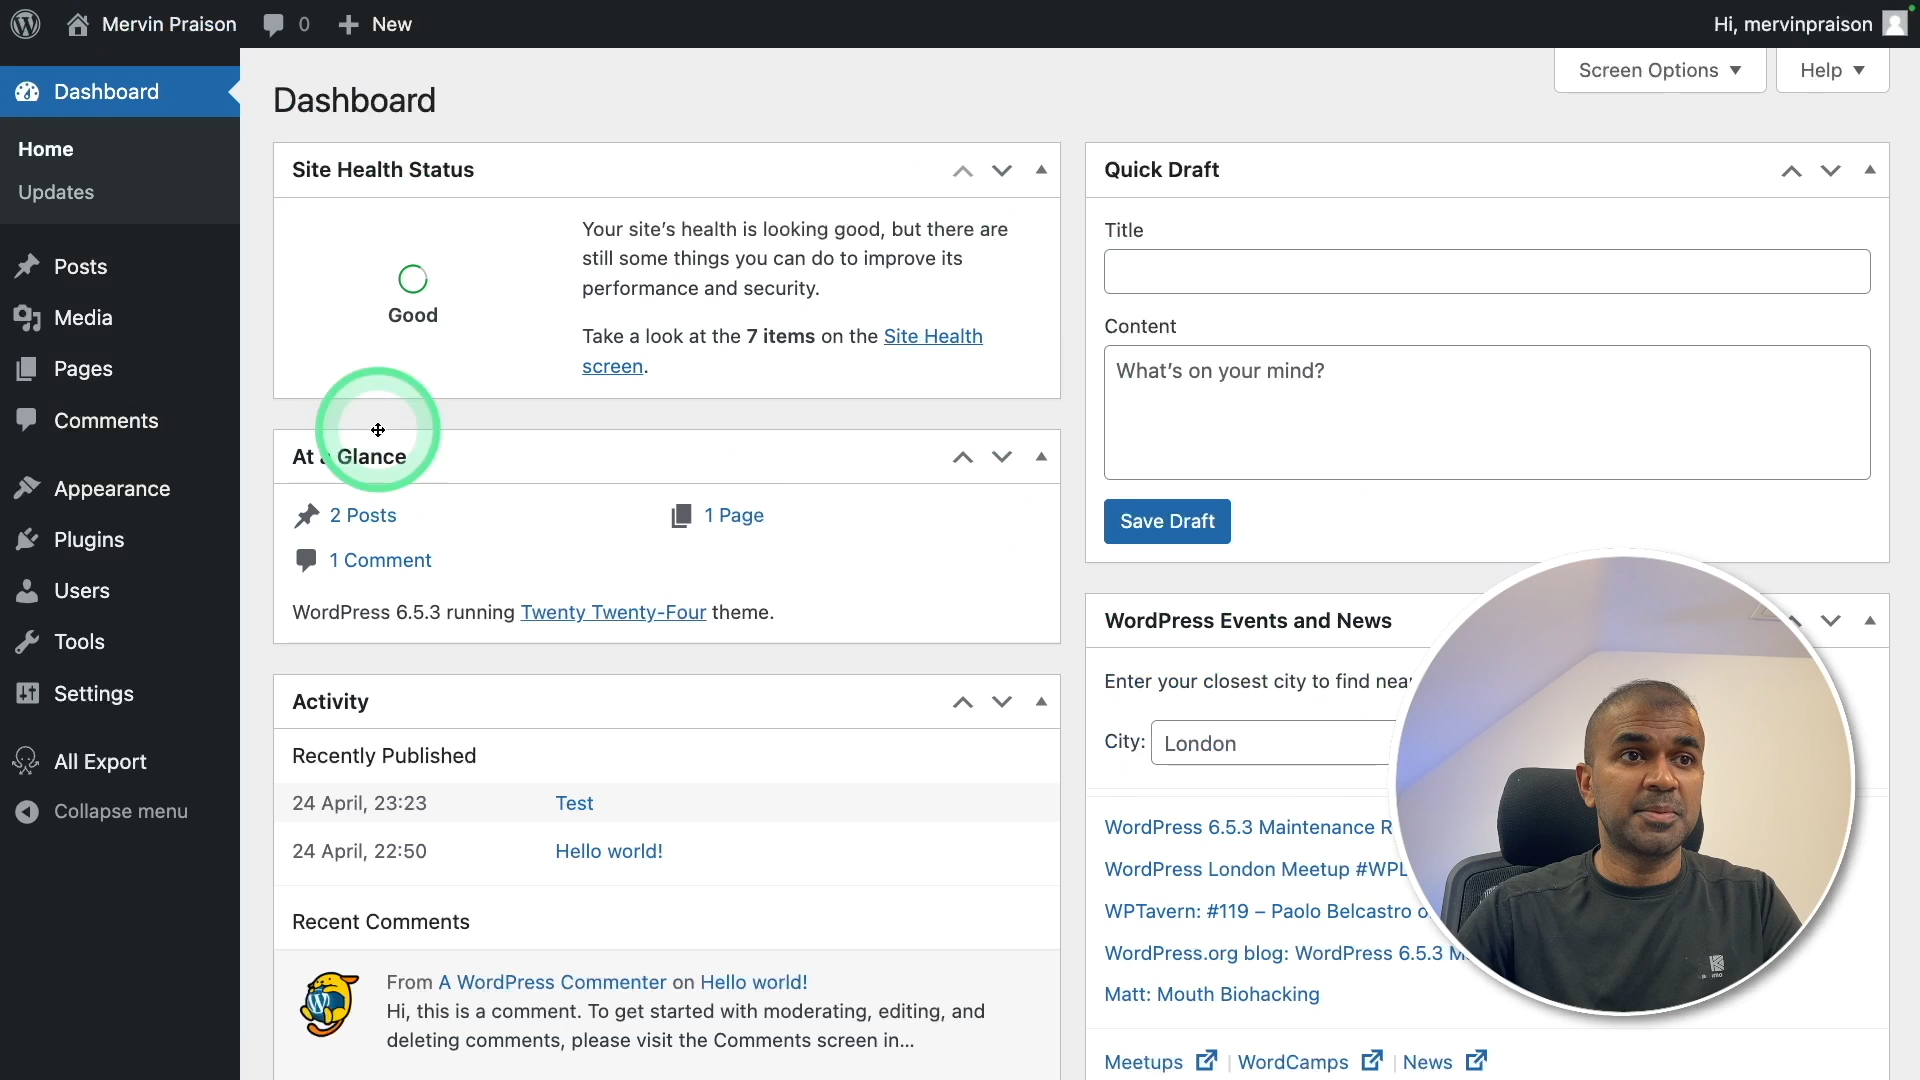 Mervin Praison
0
New
Hi, mervinpraison
Dashboard
Home
Updates
Posts
Media
Pages
Comments
Appearance
Plugins
Users
Tools
Settings
All Export
Collapse menu
Screen Options
Help
Dashboard
Site Health Status
Good
Your site’s health is looking good, but there are
still some things you can do to improve its
performance and security.
Take a look at the 7 items on the Site Health
screen.
At a Glance
2 Posts
1 Page
1 Comment
WordPress 6.5.3 running Twenty Twenty-Four theme.
Activity
Recently Published
24 April, 23:23 Test
24 April, 22:50 Hello world!
Recent Comments
From A WordPress Commenter on Hello world!
Hi, this is a comment. To get started with moderating, editing, and
deleting comments, please visit the Comments screen in…
Quick Draft
Title
Content
What’s on your mind?
Save Draft
WordPress Events and News
Enter your closest city to find
City: London
WordPress 6.5.3 Maintenance
WordPress London Meetup
WPTavern: #119 – Paolo Belcastro
WordPress.org blog: WordPress 6.5.3
Matt: Mouth Biohacking
Meetups | WordCamps | News